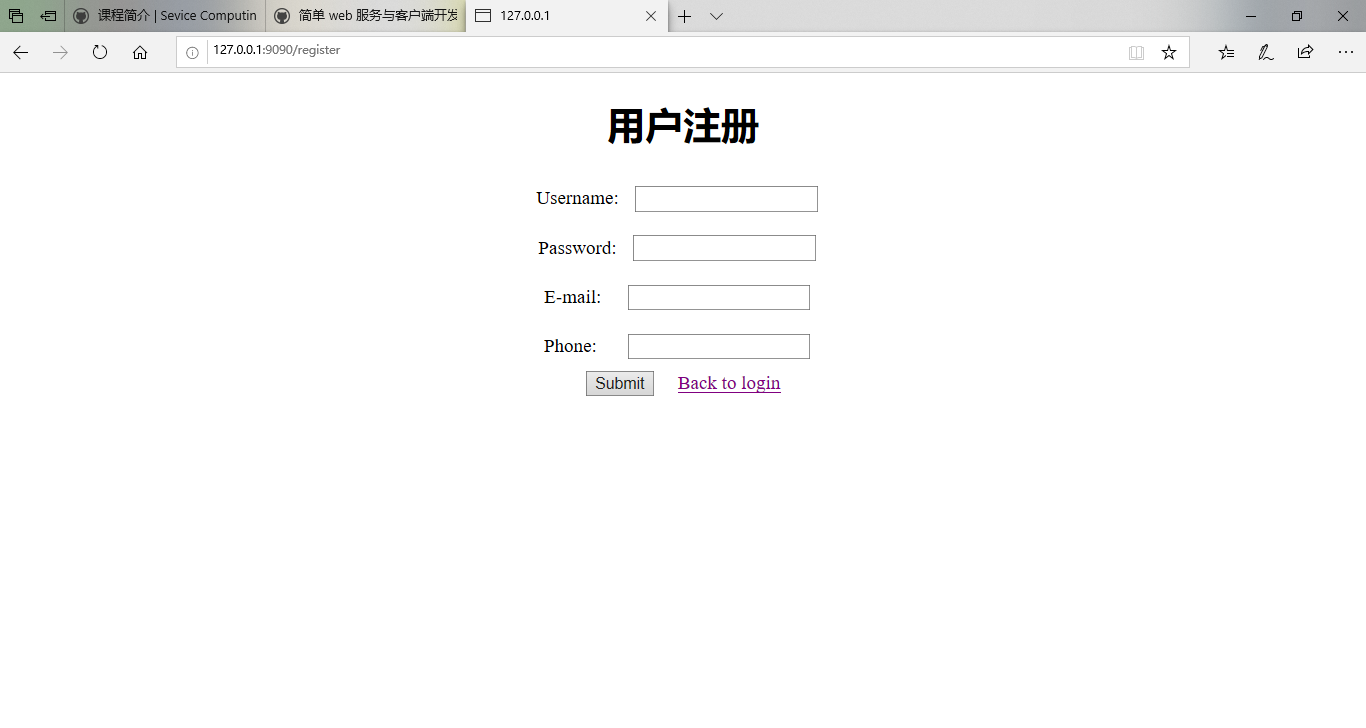 课程简介 | Sevice Computin
简单 web 服务与客户端开发
127.0.0.1
127.0.0.1:9090/register
用户注册
Username:
Password:
E-mail:
Phone:
Submit Back to login